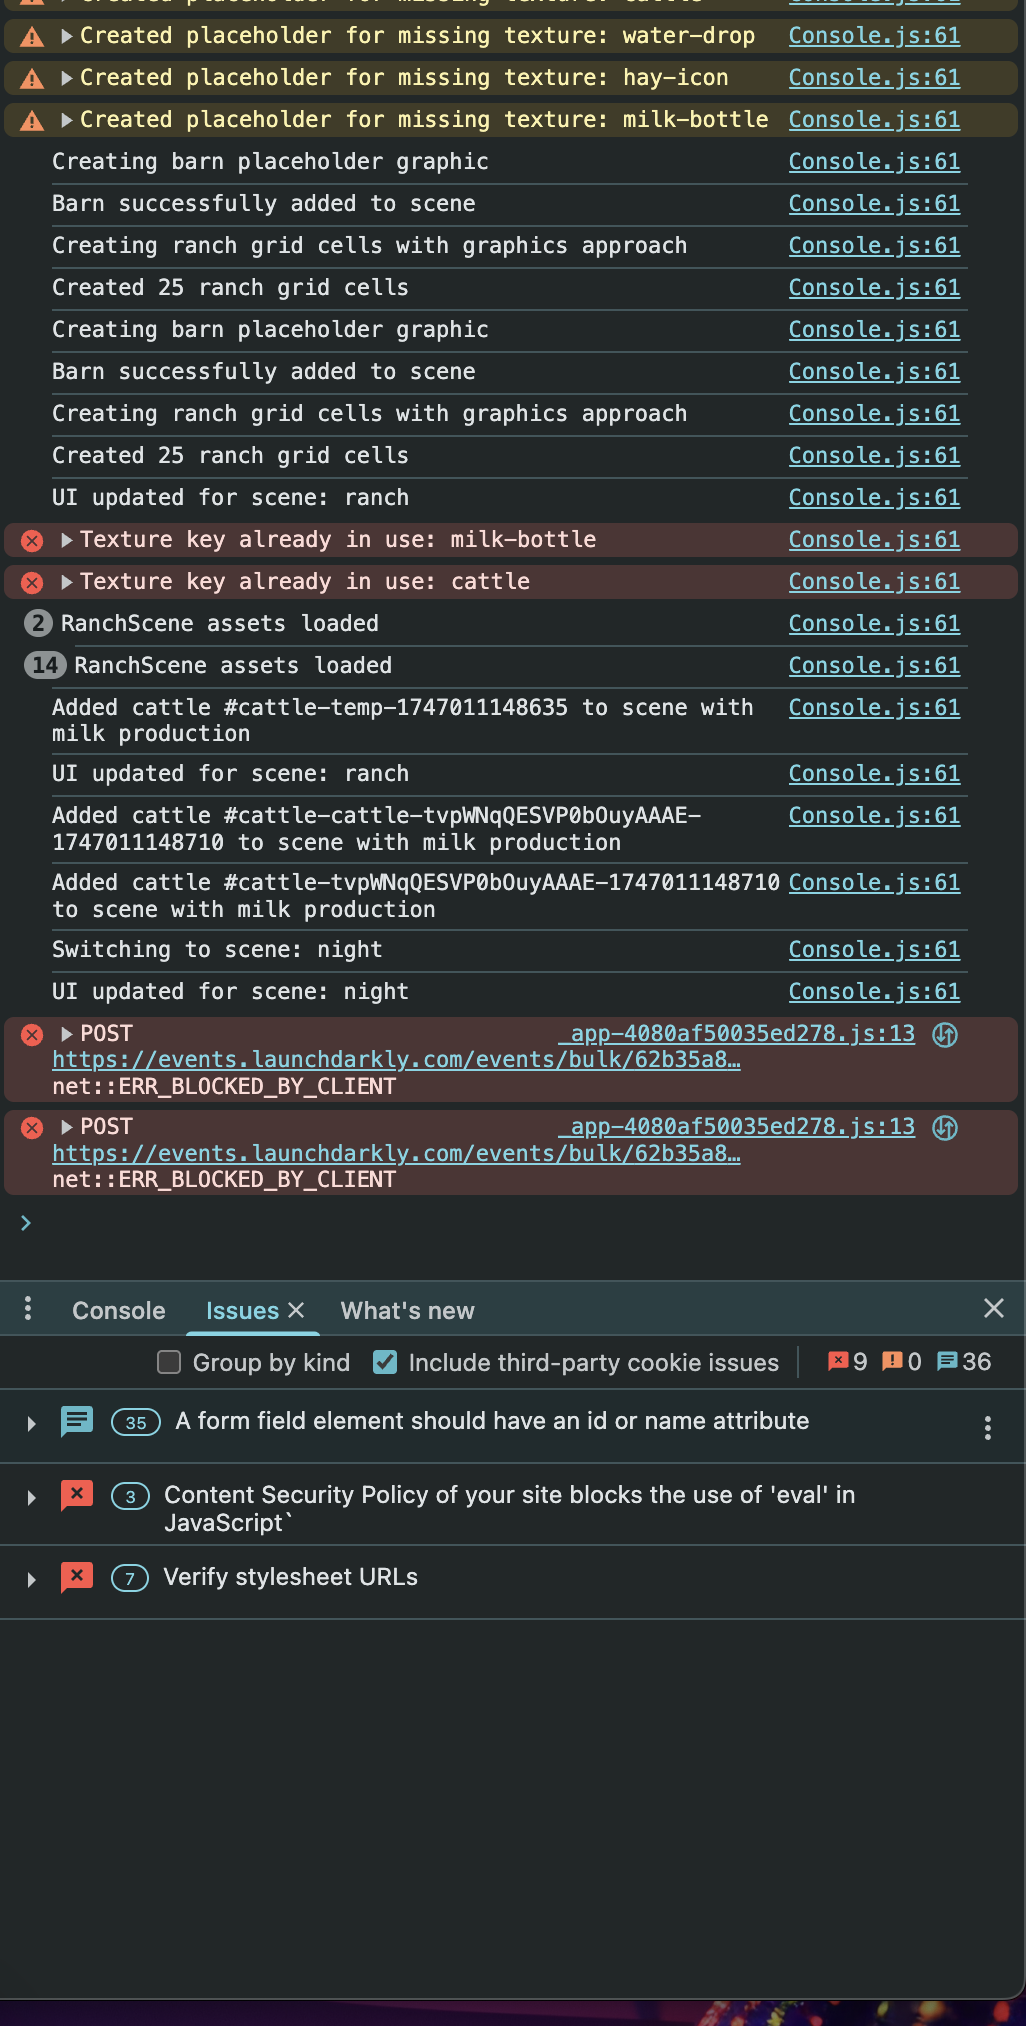 Created placeholder for missing texture: cattle Console.js:61
Created placeholder for missing texture: water-drop Console.js:61
Created placeholder for missing texture: hay-icon Console.js:61
Created placeholder for missing texture: milk-bottle Console.js:61
Creating barn placeholder graphic Console.js:61
Barn successfully added to scene Console.js:61
Creating ranch grid cells with graphics approach Console.js:61
Created 25 ranch grid cells Console.js:61
Creating barn placeholder graphic Console.js:61
Barn successfully added to scene Console.js:61
Creating ranch grid cells with graphics approach Console.js:61
Created 25 ranch grid cells Console.js:61
UI updated for scene: ranch Console.js:61
Texture key already in use: milk-bottle Console.js:61
Texture key already in use: cattle Console.js:61
2 RanchScene assets loaded Console.js:61
14 RanchScene assets loaded Console.js:61
Added cattle #cattle-temp-1747011148635 to scene with Console.js:61
milk production
UI updated for scene: ranch Console.js:61
Added cattle #cattle-cattle-tvpWNqQESVP0bOuyAAAE- Console.js:61
1747011148710 to scene with milk production
Added cattle #cattle-tvpWNqQESVP0bOuyAAAE-1747011148710 Console.js:61
to scene with milk production
Switching to scene: night Console.js:61
UI updated for scene: night Console.js:61
POST _app-4080af50035ed278.js:13
https://events.launchdarkly.com/events/bulk/62b35a8…
net::ERR_BLOCKED_BY_CLIENT
POST _app-4080af50035ed278.js:13
https://events.launchdarkly.com/events/bulk/62b35a8…
net::ERR_BLOCKED_BY_CLIENT
Console Issues What's new
Group by kind Include third-party cookie issues 9 0 36
35 A form field element should have an id or name attribute
3 Content Security Policy of your site blocks the use of 'eval' in
JavaScript`
7 Verify stylesheet URLs